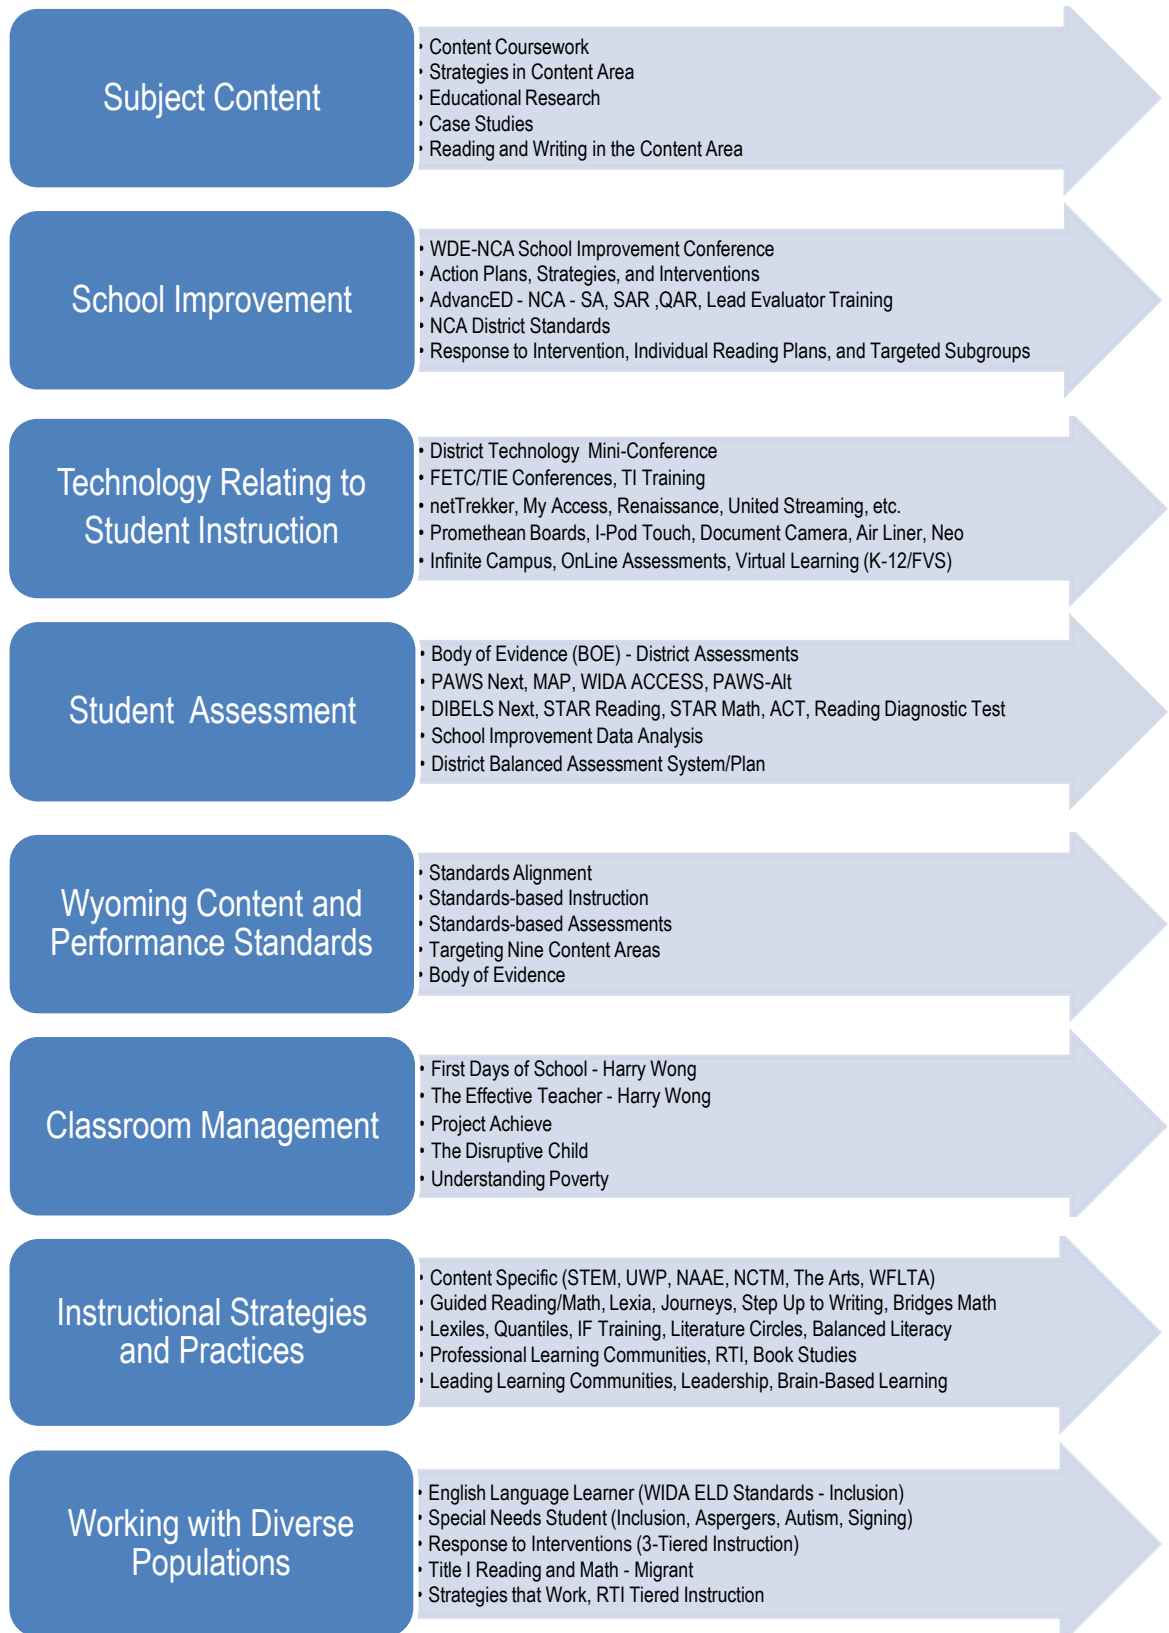 Subject Content
• Content Coursework
• Strategies in Content Area
• Educational Research
• Case Studies
• Reading and Writing in the Content Area
School Improvement
• WDE-NCA School Improvement Conference
• Action Plans, Strategies, and Interventions
• AdvancED - NCA - SA, SAR ,QAR, Lead Evaluator Training
• NCA District Standards
• Response to Intervention, Individual Reading Plans, and Targeted Subgroups
Technology Relating to
Student Instruction
• District Technology Mini-Conference
• FETC/TIE Conferences, TI Training
• netTrekker, My Access, Renaissance, United Streaming, etc.
• Promethean Boards, I-Pod Touch, Document Camera, Air Liner, Neo
• Infinite Campus, OnLine Assessments, Virtual Learning (K-12/FVS)
Student Assessment
• Body of Evidence (BOE) - District Assessments
• PAWS Next, MAP, WIDA ACCESS, PAWS-Alt
• DIBELS Next, STAR Reading, STAR Math, ACT, Reading Diagnostic Test
• School Improvement Data Analysis
• District Balanced Assessment System/Plan
Wyoming Content and
Performance Standards
• Standards Alignment
• Standards-based Instruction
• Standards-based Assessments
• Targeting Nine Content Areas
• Body of Evidence
Classroom Management
• First Days of School - Harry Wong
• The Effective Teacher - Harry Wong
• Project Achieve
• The Disruptive Child
• Understanding Poverty
Instructional Strategies
and Practices
• Content Specific (STEM, UWP, NAAE, NCTM, The Arts, WFLTA)
• Guided Reading/Math, Lexia, Journeys, Step Up to Writing, Bridges Math
• Lexiles, Quantiles, IF Training, Literature Circles, Balanced Literacy
• Professional Learning Communities, RTI, Book Studies
• Leading Learning Communities, Leadership, Brain-Based Learning
Working with Diverse
Populations
• English Language Learner (WIDA ELD Standards - Inclusion)
• Special Needs Student (Inclusion, Aspergers, Autism, Signing)
• Response to Interventions (3-Tiered Instruction)
• Title I Reading and Math - Migrant
• Strategies that Work, RTI Tiered Instruction